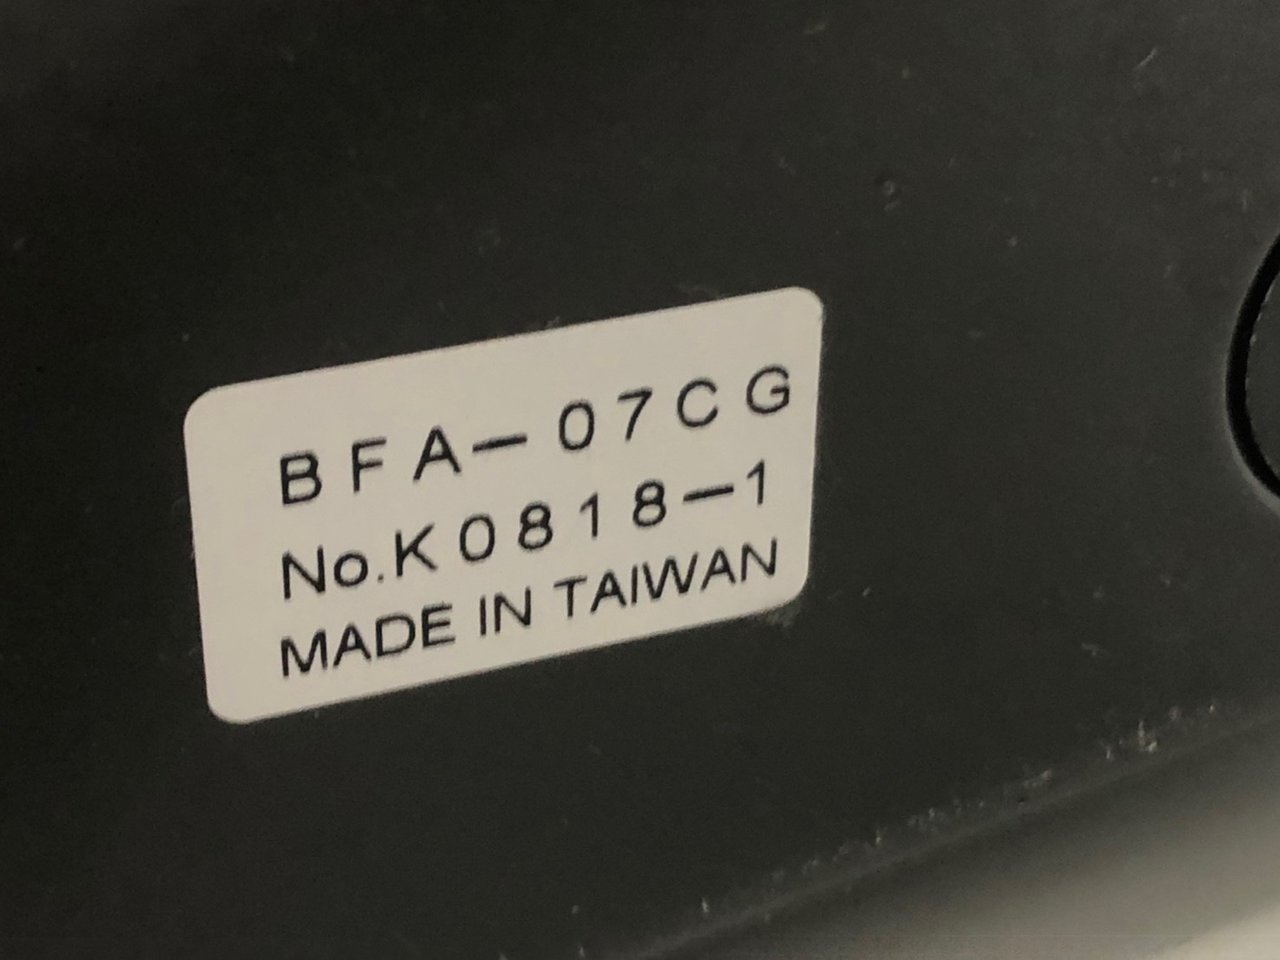 BFA-07CG
No.K0818-1
MADE IN TAIWAN